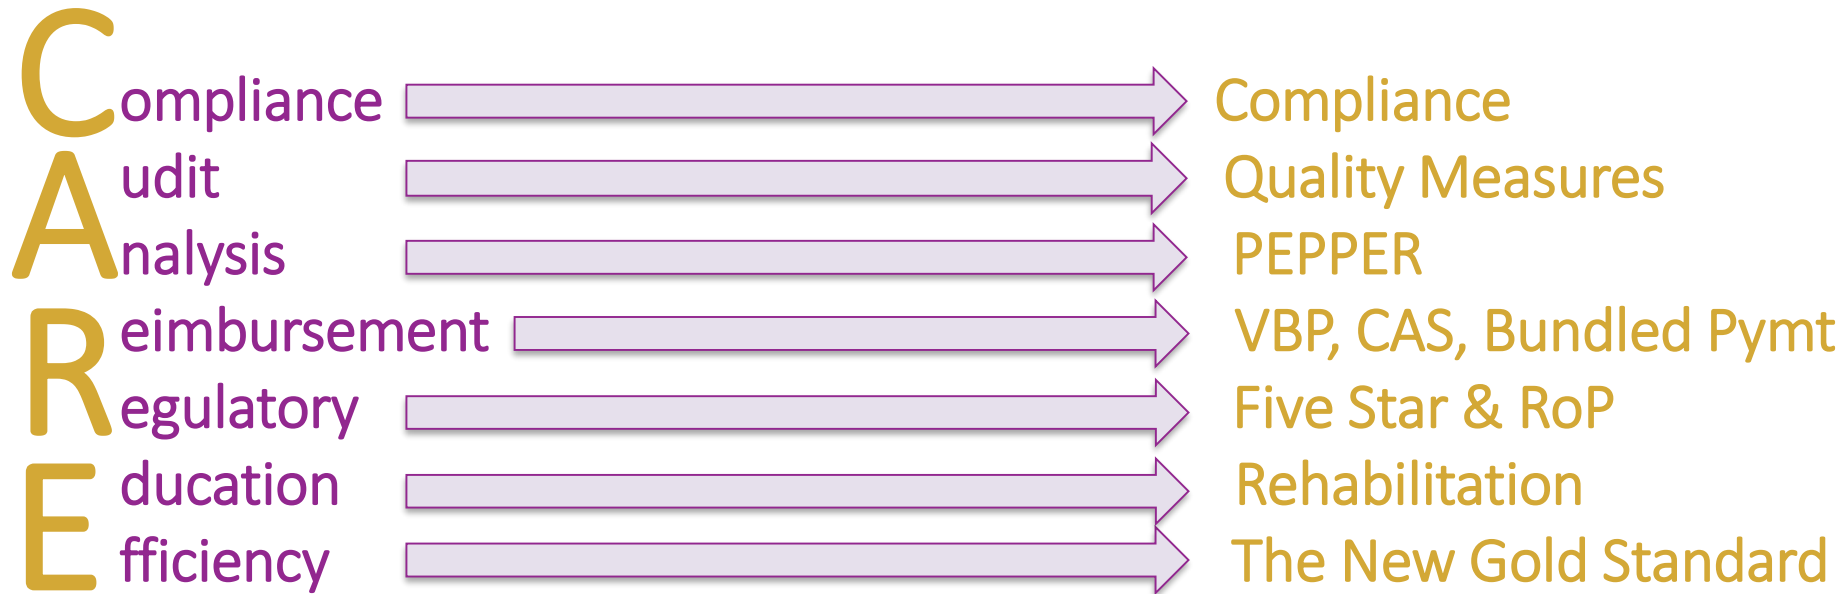 Compliance Compliance
Audit Quality Measures
Analysis PEPPER
Reimbursement VBP, CAS, Bundled Pymt
Regulatory Five Star & RoP
Education Rehabilitation
Efficiency The New Gold Standard